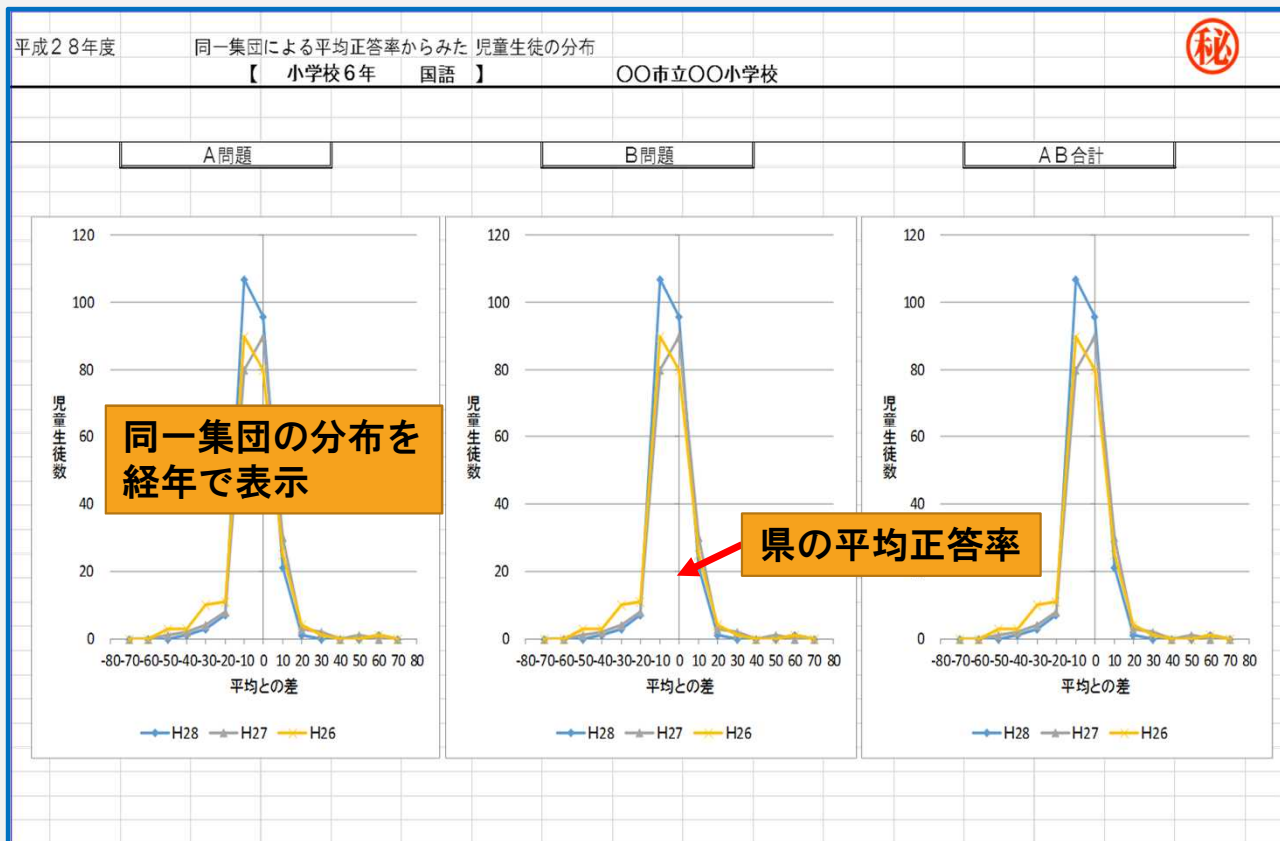 平成28年度 同一集団による平均正答率からみた 児童生徒の分布
㊙
【 小学校6年 国語 】 〇〇市立〇〇小学校
A問題
B問題
AB合計
120
100
80
60
40
20
0
児童生徒数
-80-70-60-50-40-30-20-10 0 10 20 30 40 50 60 70 80
平均との差
H28 H27 H26
120
100
80
60
40
20
0
児童生徒数
-80-70-60-50-40-30-20-10 0 10 20 30 40 50 60 70 80
平均との差
H28 H27 H26
120
100
80
60
40
20
0
児童生徒数
-80-70-60-50-40-30-20-10 0 10 20 30 40 50 60 70 80
平均との差
H28 H27 H26
同一集団の分布を
経年で表示
県の平均正答率